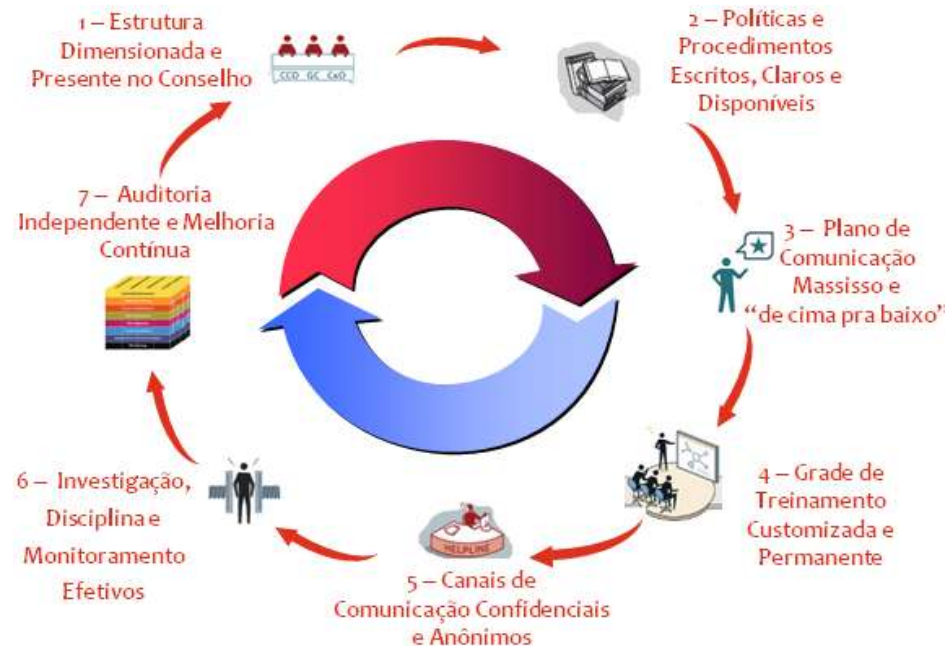 1 – Estrutura
Dimensionada e
Presente no Conselho
CCO GC CAO
2 – Políticas e
Procedimentos
Escritos, Claros e
Disponíveis
3 – Plano de
Comunicação
Massisso e
“de cima pra baixo”
4 – Grade de
Treinamento
Customizada e
Permanente
HELPLINE
5 – Canais de
Comunicação Confidenciais
e Anônimos
6 – Investigação,
Disciplina e
Monitoramento
Efetivos
7 – Auditoria
Independente e Melhoria
Contínua